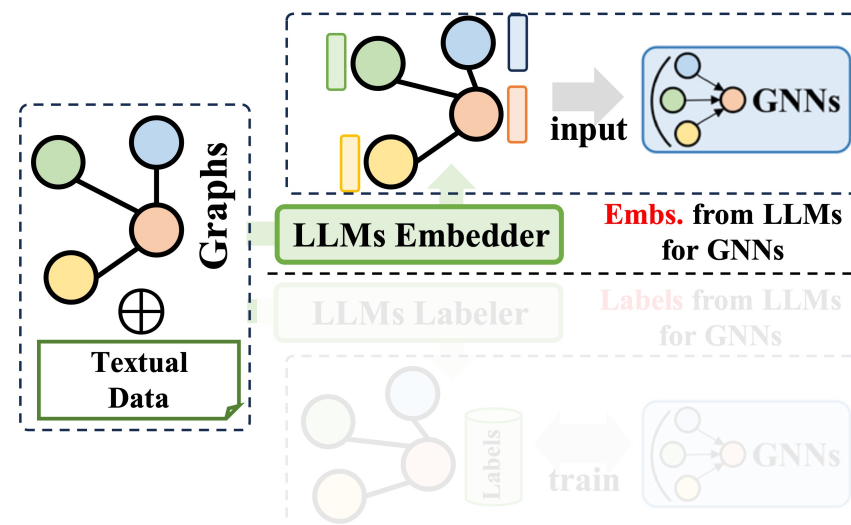 Graphs
Textual
Data
input
GNNs
LLMs Embedder
Embs. from LLMs
for GNNs
LLMs Labeler
Labels from LLMs
for GNNs
Labels
train
GNNs